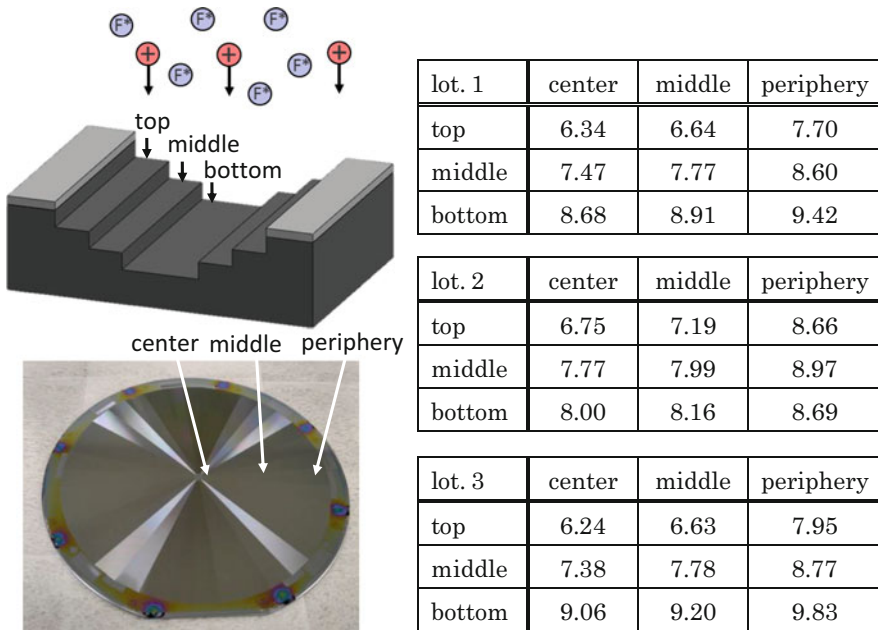 F* F* F*
+ + +
F* F* F*
top
middle
bottom
center middle periphery
lot. 1 center middle periphery
top 6.34 6.64 7.70
middle 7.47 7.77 8.60
bottom 8.68 8.91 9.42
lot. 2 center middle periphery
top 6.75 7.19 8.66
middle 7.77 7.99 8.97
bottom 8.00 8.16 8.69
lot. 3 center middle periphery
top 6.24 6.63 7.95
middle 7.38 7.78 8.77
bottom 9.06 9.20 9.83